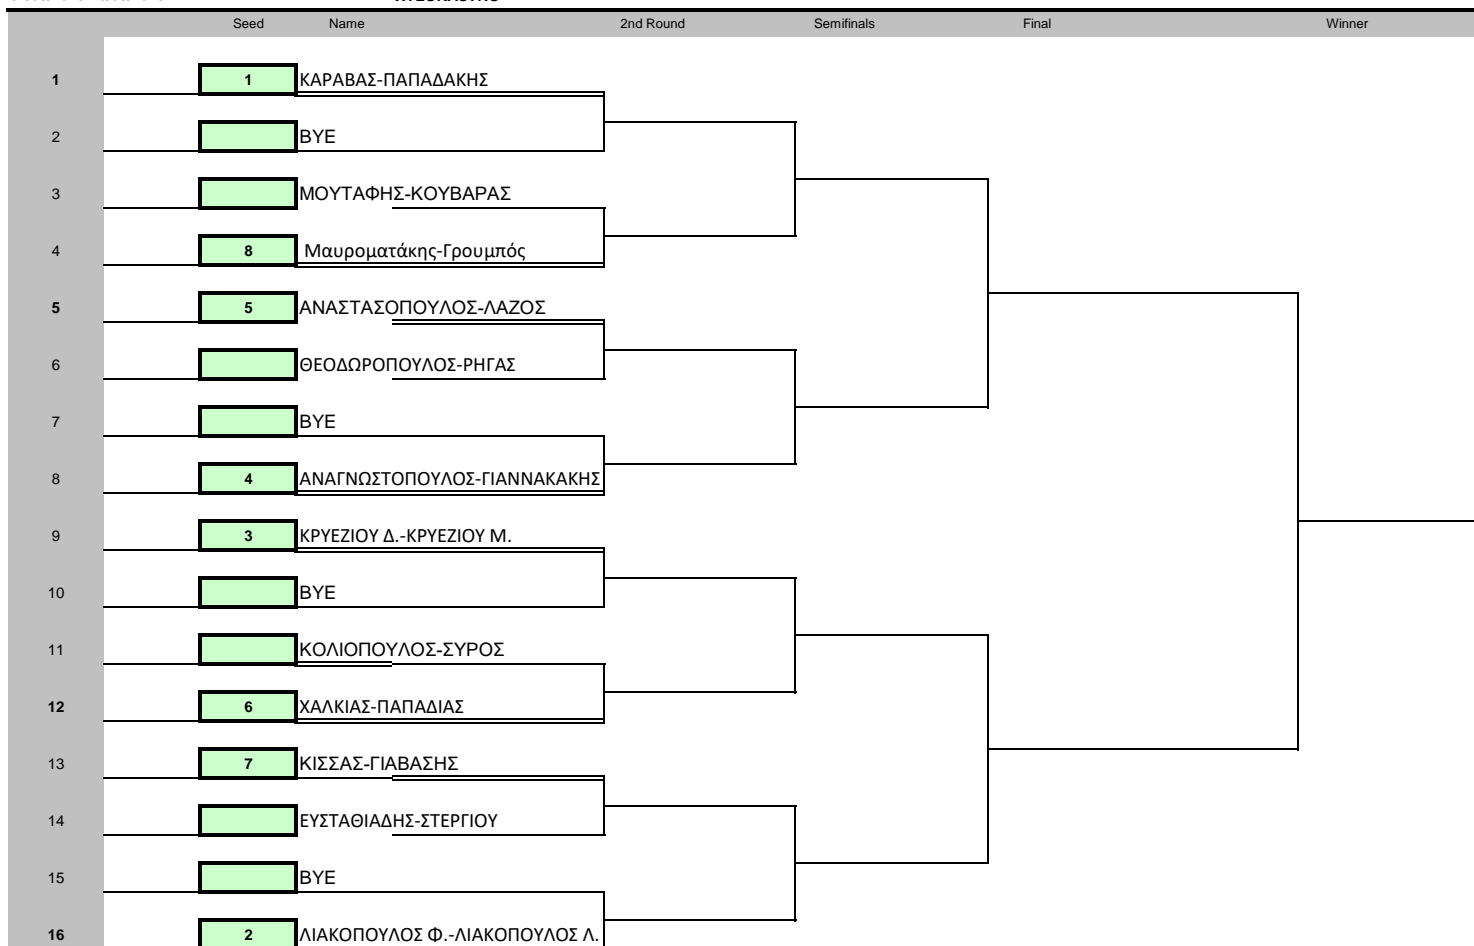 Seed Name 2nd Round Semifinals Final Winner
1 1 ΚΑΡΑΒΑΣ-ΠΑΠΑΔΑΚΗΣ
2 BYE
3 ΜΟΥΤΑΦΗΣ-ΚΟΥΒΑΡΑΣ
4 8 Μαυροματάκης-Γρουμπός
5 5 ΑΝΑΣΤΑΣΟΠΟΥΛΟΣ-ΛΑΖΟΣ
6 ΘΕΟΔΩΡΟΠΟΥΛΟΣ-ΡΗΓΑΣ
7 BYE
8 4 ΑΝΑΓΝΩΣΤΟΠΟΥΛΟΣ-ΓΙΑΝΝΑΚΑΚΗΣ
9 3 ΚΡΥΕΖΙΟΥ Δ.-ΚΡΥΕΖΙΟΥ Μ.
10 BYE
11 ΚΟΛΙΟΠΟΥΛΟΣ-ΣΥΡΟΣ
12 6 ΧΑΛΚΙΑΣ-ΠΑΠΑΔΙΑΣ
13 7 ΚΙΣΣΑΣ-ΓΙΑΒΑΣΗΣ
14 ΕΥΣΤΑΘΙΑΔΗΣ-ΣΤΕΡΓΙΟΥ
15 BYE
16 2 ΛΙΑΚΟΠΟΥΛΟΣ Φ.-ΛΙΑΚΟΠΟΥΛΟΣ Λ.